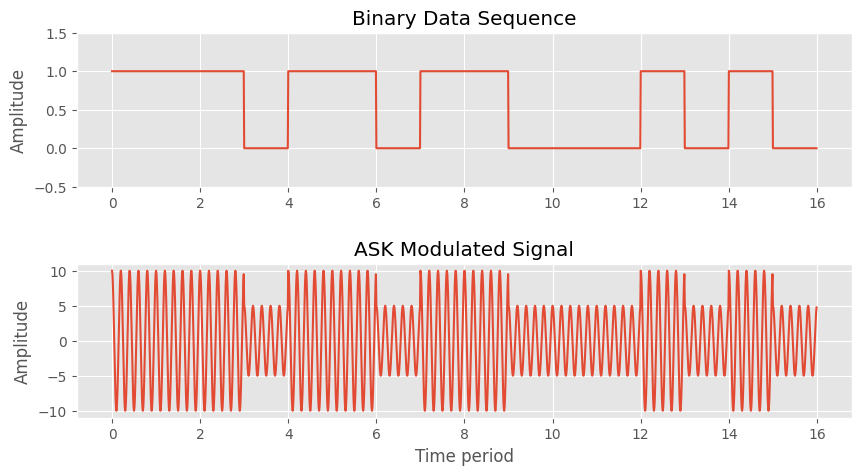 Binary Data Sequence
Amplitude
1.5
1.0
0.5
0.0
−0.5
0 2 4 6 8 10 12 14 16
ASK Modulated Signal
Amplitude
10
5
0
−5
−10
0 2 4 6 8 10 12 14 16
Time period